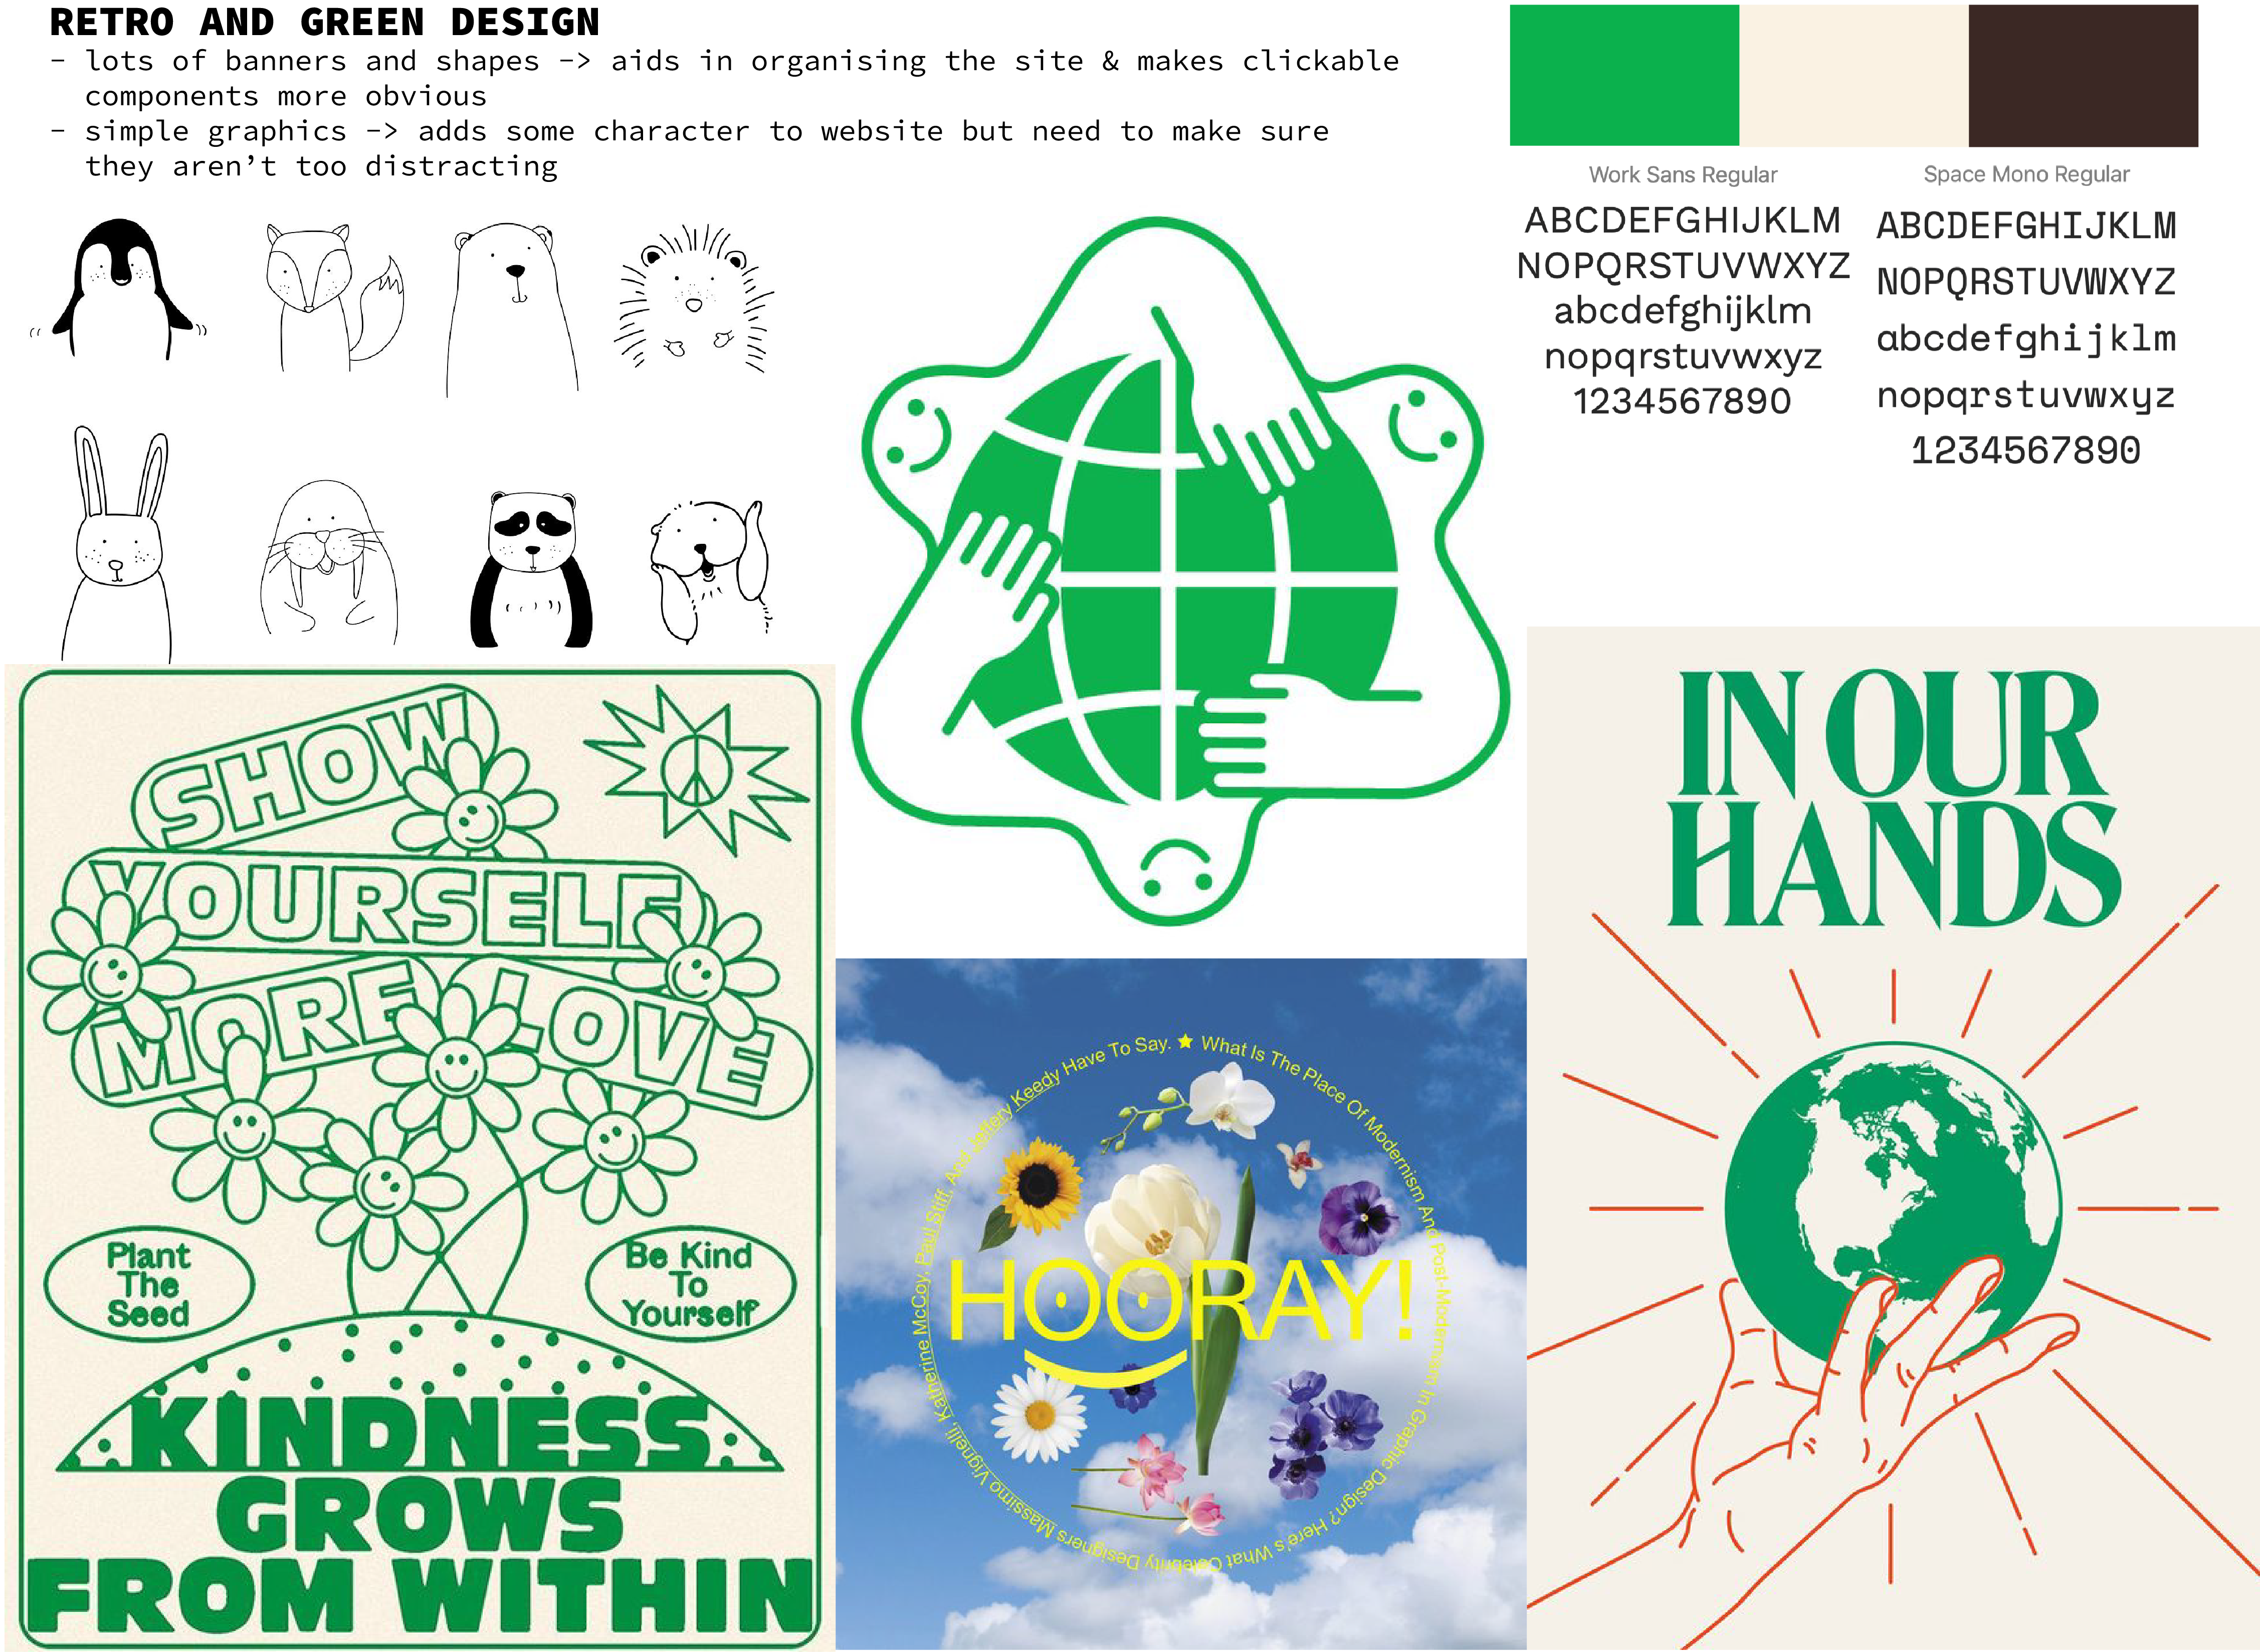 RETRO AND GREEN DESIGN
- lots of banners and shapes -> aids in organising the site & makes clickable
components more obvious
- simple graphics -> adds some character to website but need to make sure
they aren't too distracting
Work Sans Regular
ABCDEFGHIJKLM
NOPQRSTUVWXYZ
abcdefghijklm
nopqrstuvwxyz
1234567890
Space Mono Regular
ABCDEFGHIJKLM
NOPQRSTUVWXYZ
abcdefghijklm
nopqrstuvwxyz
1234567890
SHOW
YOURSELF
MORE LOVE
Plant
The
Seed
Be Kind
To
Yourself
KINDNESS
GROWS
FROM WITHIN
What Is The Place Of Modernism And Post-Modernism In Graphic Design? Here's What Celebrity Designers Massimo Vignelli, Katherine McCoy, Paul Stiff, And Jeffery Keedy Have To Say. ★
HOORAY!
IN OUR
HANDS